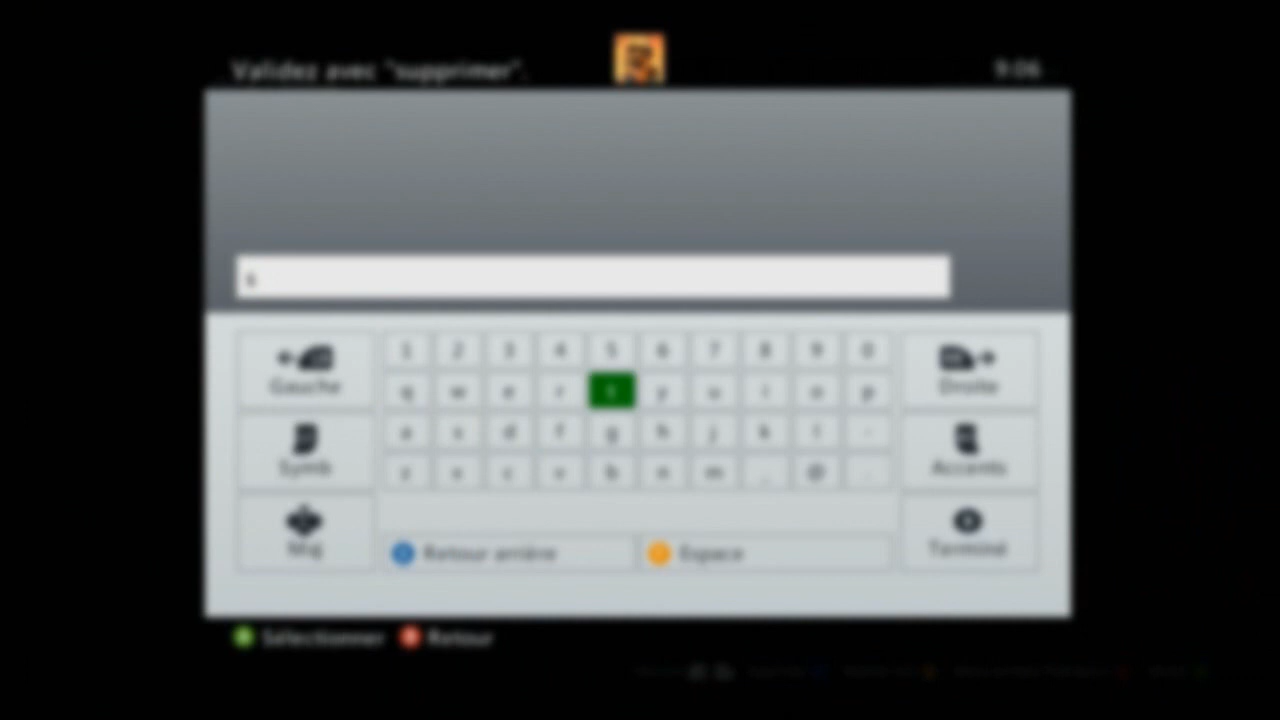 Validez avec "supprimer".
9:06
s
Gauche
1 2 3 4 5 6 7 8 9 0
Droite
q w e r t y u i o p
Symb
a s d f g h j k l -
Accents
z x c v b n m @
Maj
Retour arrière
Espace
Terminé
Sélectionner
Retour